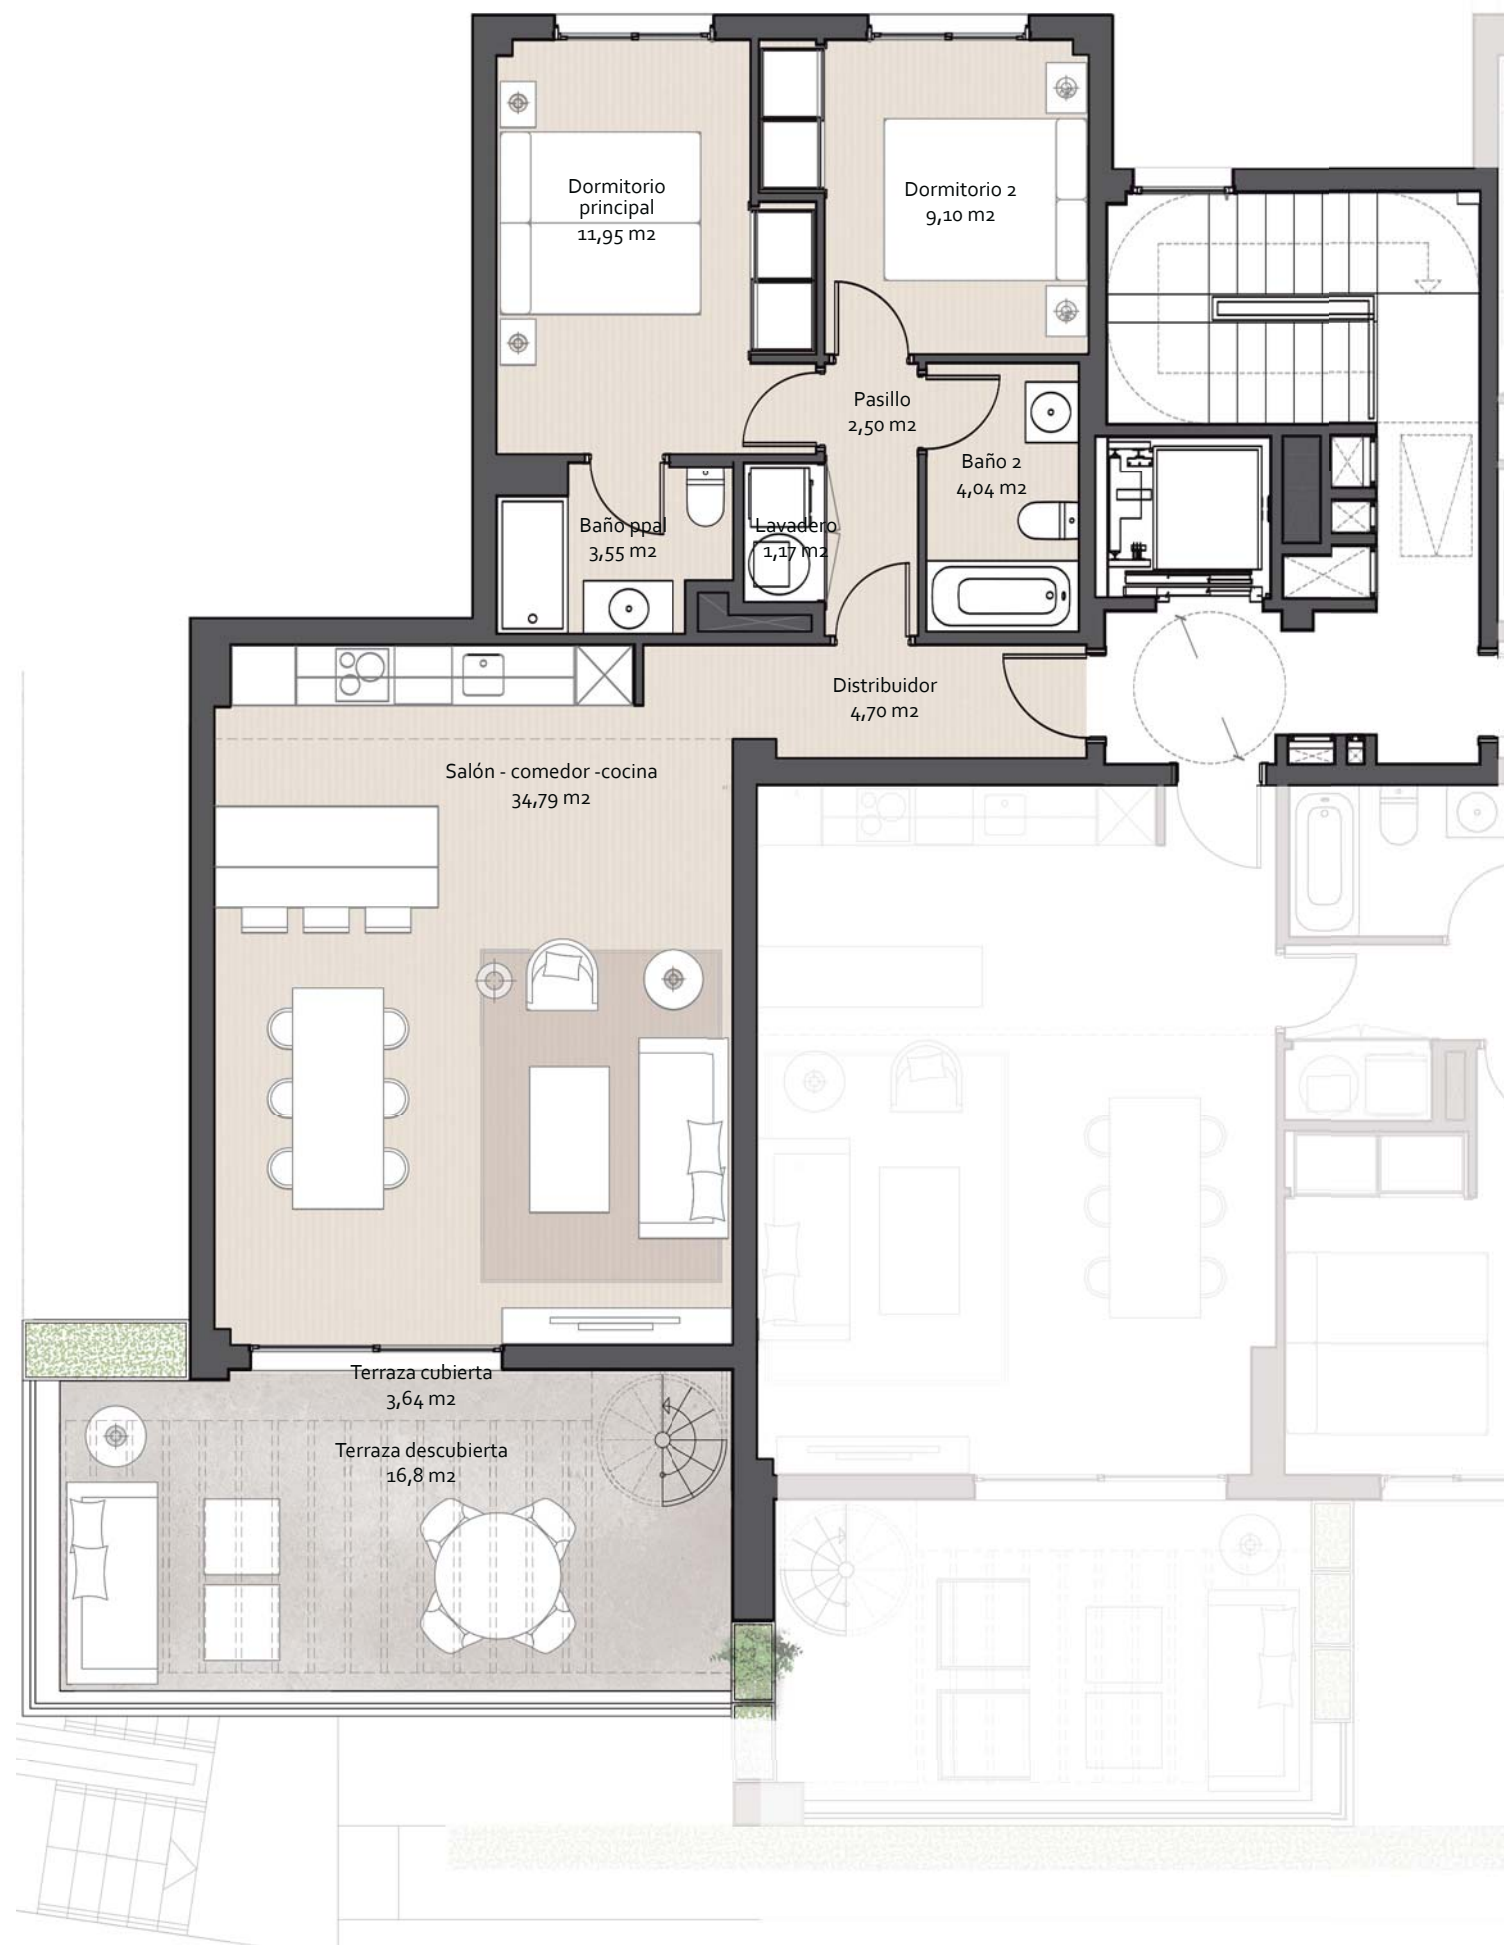 Dormitorio
principal
11,95 m2
Dormitorio 2
9,10 m2
Pasillo
2,50 m2
Baño 2
4,04 m2
Baño ppal
3,55 m2
Lavadero
1,17 m2
Distribuidor
4,70 m2
Salón - comedor -cocina
34,79 m2
Terraza cubierta
3,64 m2
Terraza descubierta
16,8 m2